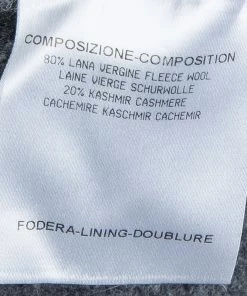 COMPOSIZIONE-COMPOSITION
80% LANA VERGINE FLEECE WOOL
LAINE VIERGE SCHURWOLLE
20% KASHMIR CASHMERE
CACHEMIRE KASCHMIR CACHEMIR
FODERA-LINING-DOUBLURE